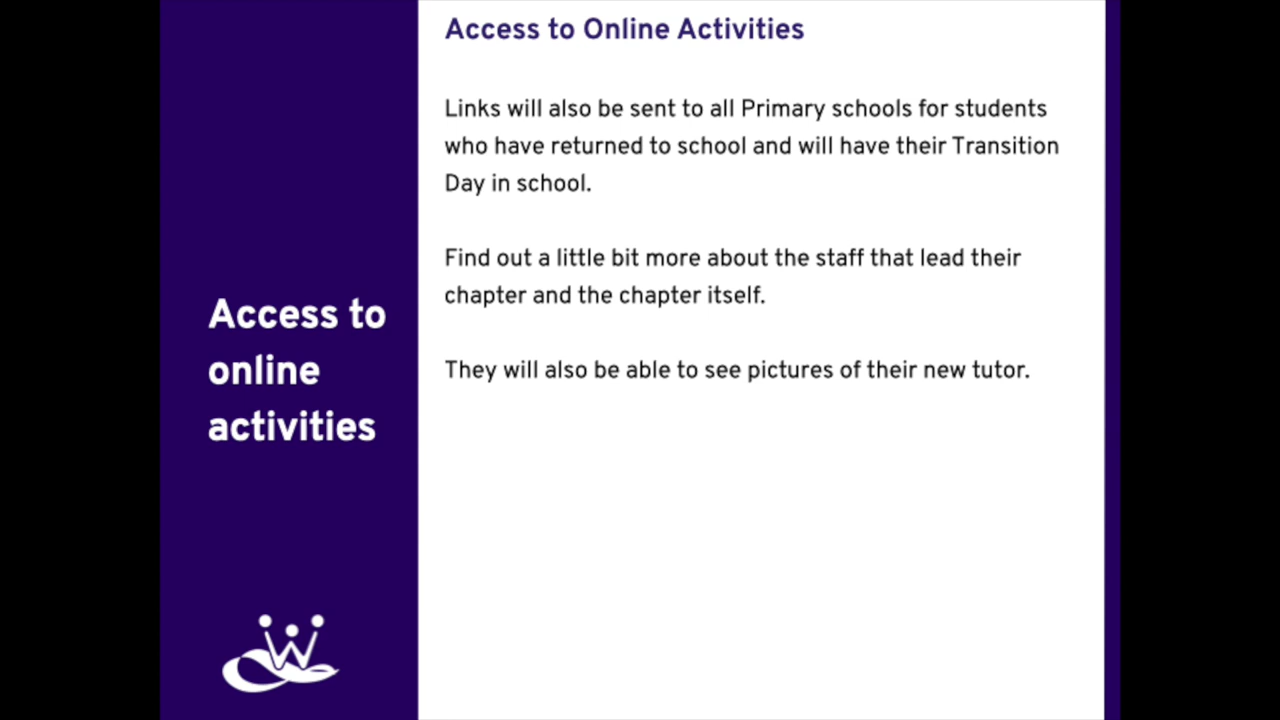 Access to
online
activities
Access to Online Activities
Links will also be sent to all Primary schools for students
who have returned to school and will have their Transition
Day in school.
Find out a little bit more about the staff that lead their
chapter and the chapter itself.
They will also be able to see pictures of their new tutor.